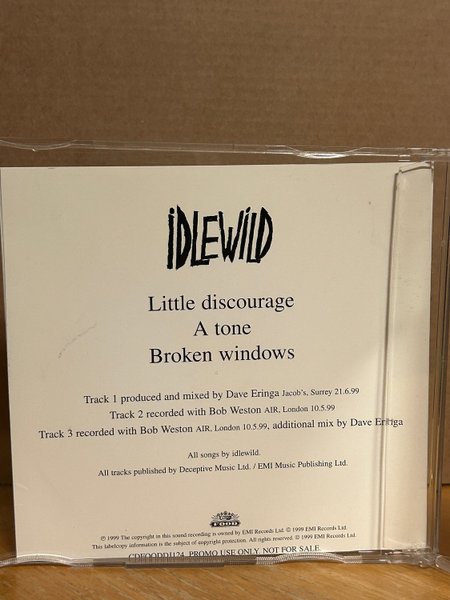 iDLEWiLD
Little discourage
A tone
Broken windows
Track 1 produced and mixed by Dave Eringa Jacob's, Surrey 21.6.99
Track 2 recorded with Bob Weston AIR, London 10.5.99
Track 3 recorded with Bob Weston AIR, London 10.5.99, additional mix by Dave Eringa
All songs by idlewild.
All tracks published by Deceptive Music Ltd. / EMI Music Publishing Ltd.
FOOD
℗ 1999 The copyright in this sound recording is owned by EMI Records Ltd. © 1999 EMI Records Ltd.
This labelcopy information is the subject of copyright protection. All rights reserved. © 1999 EMI Records Ltd.
CDFOODDJ124 PROMO USE ONLY NOT FOR SALE.